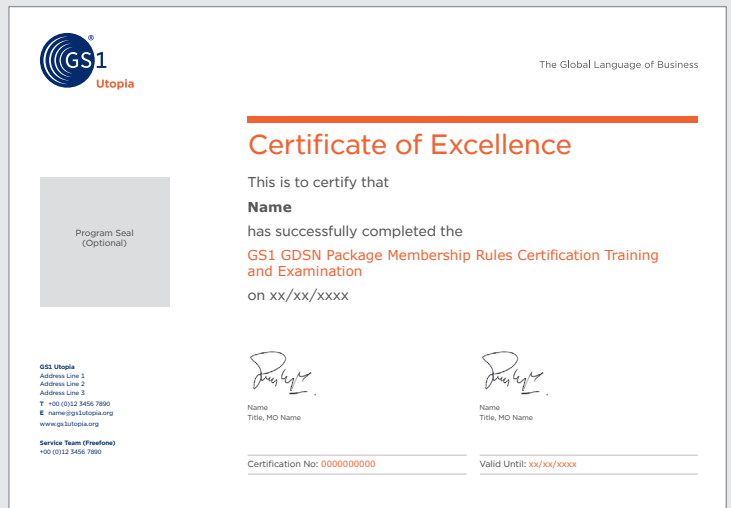 GS1
®
Utopia
The Global Language of Business
Certificate of Excellence
This is to certify that
Name
has successfully completed the
GS1 GDSN Package Membership Rules Certification Training
and Examination
on xx/xx/xxxx
Program Seal
(Optional)
GS1 Utopia
Address Line 1
Address Line 2
Address Line 3
T +00 (0)12 3456 7890
E name@gs1utopia.org
www.gs1utopia.org
Service Team (Freefone)
+00 (0)12 3456 7890
Name
Title, MO Name
Name
Title, MO Name
Certification No: 0000000000
Valid Until: xx/xx/xxxx